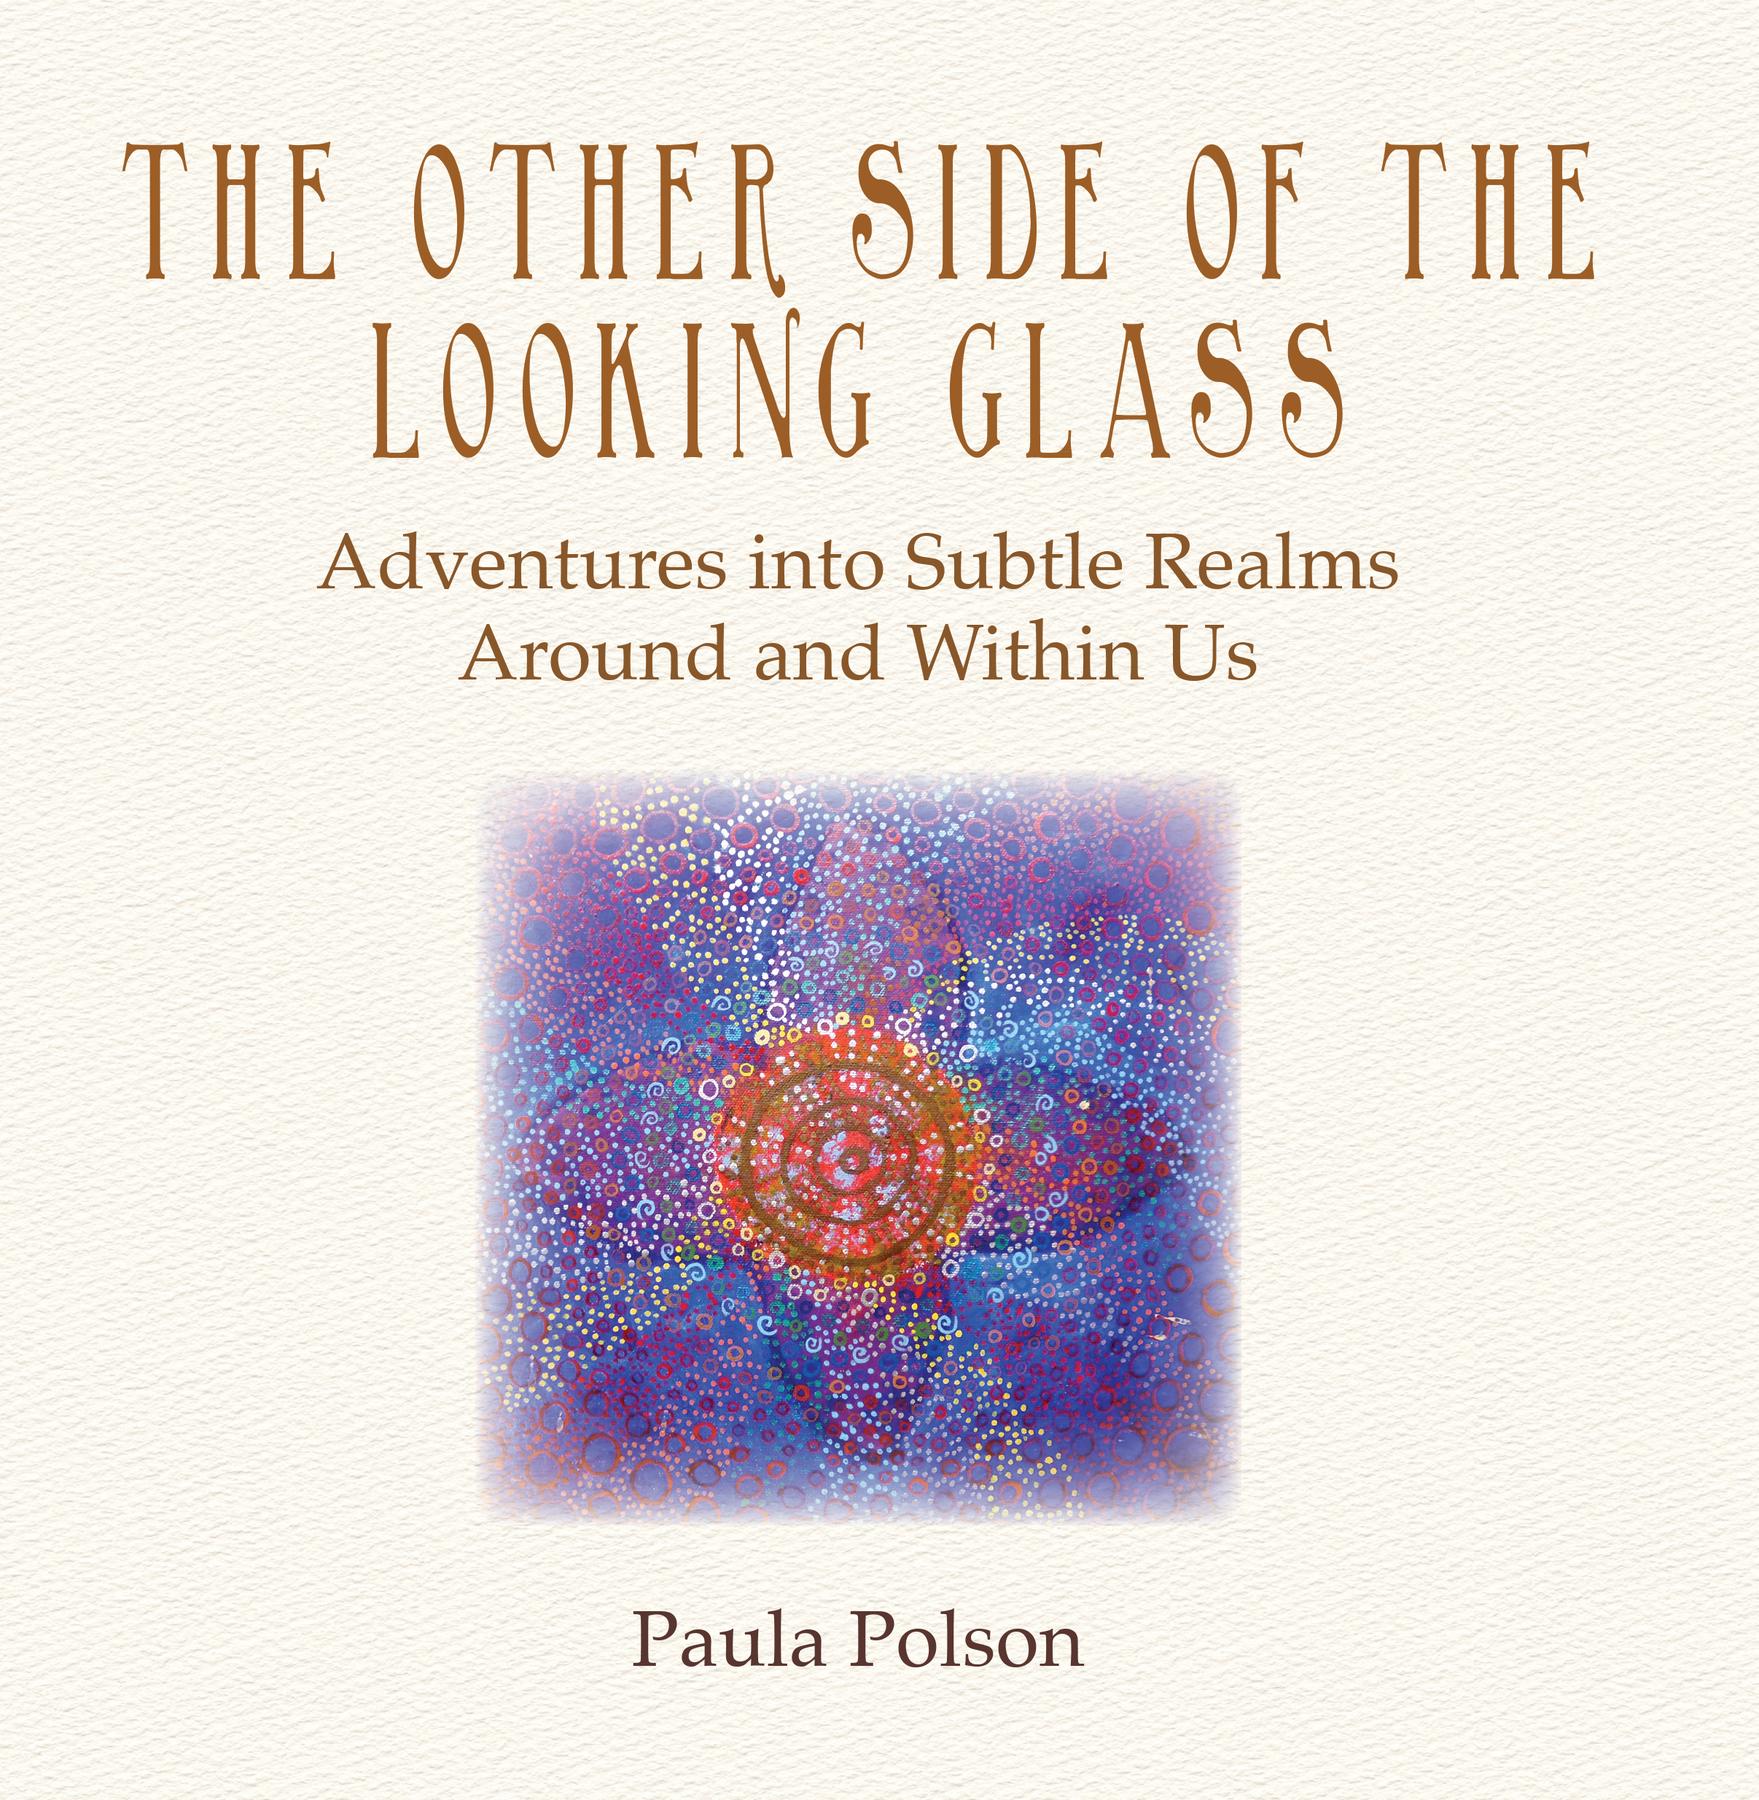 THE OTHER SIDE OF THE
LOOKING GLASS
Adventures into Subtle Realms
Around and Within Us
Paula Polson